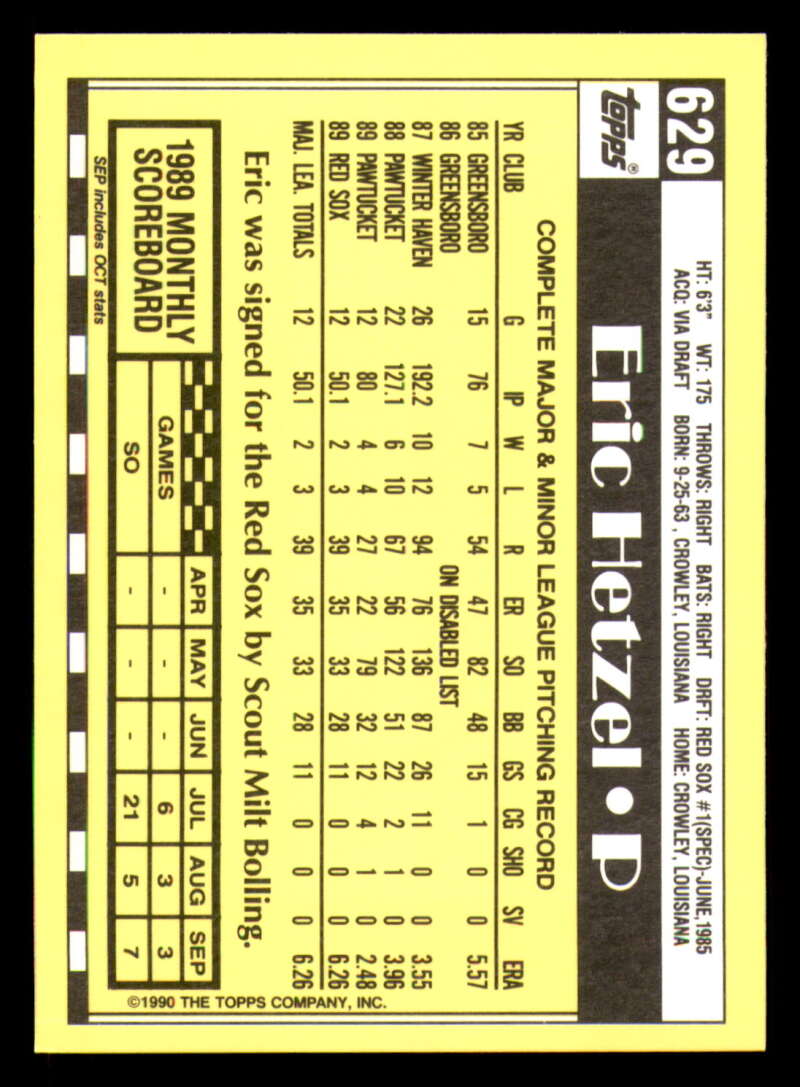 629
HT: 6'3" WT: 175 THROWS: RIGHT BATS: RIGHT DRFT: RED SOX #1(SPEC)-JUNE, 1985
ACQ: VIA DRAFT BORN: 9-25-63 , CROWLEY, LOUISIANA HOME: CROWLEY, LOUISIANA
topps®
Eric Hetzel • P
COMPLETE MAJOR & MINOR LEAGUE PITCHING RECORD
YR CLUB G IP W L R ER SO BB GS CG SHO SV ERA
85 GREENSBORO 15 76 7 5 54 47 82 48 15 1 0 0 5.57
86 GREENSBORO ON DISABLED LIST
87 WINTER HAVEN 26 192.2 10 12 94 76 136 87 26 11 0 0 3.55
88 PAWTUCKET 22 127.1 6 10 67 56 122 51 22 2 1 0 3.96
89 PAWTUCKET 12 80 4 4 27 22 79 32 12 4 1 0 2.48
89 RED SOX 12 50.1 2 3 39 35 33 28 11 0 0 0 6.26
MAJ. LEA. TOTALS 12 50.1 2 3 39 35 33 28 11 0 0 0 6.26
Eric was signed for the Red Sox by Scout Milt Bolling.
1989 MONTHLY
SCOREBOARD
APR MAY JUN JUL AUG SEP
GAMES - - - 6 3 3
SO - - - 21 5 7
SEP includes OCT stats
©1990 THE TOPPS COMPANY, INC.